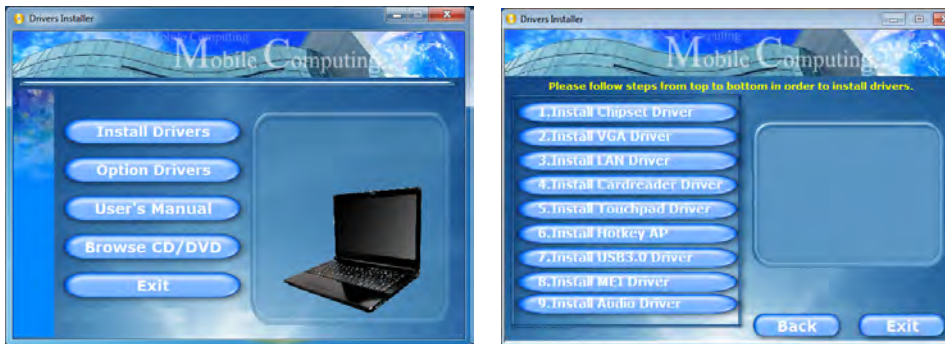 Drivers Installer
Mobile Computing
Mobile Computing
Install Drivers
Option Drivers
User's Manual
Browse CD/DVD
Exit
Drivers Installer
Mobile Computing
Please follow steps from top to bottom in order to install drivers.
1.Install Chipset Driver
2.Install VGA Driver
3.Install LAN Driver
4.Install Cardreader Driver
5.Install Touchpad Driver
6.Install Hotkey AP
7.Install USB3.0 Driver
8.Install MEI Driver
9.Install Audio Driver
Back
Exit